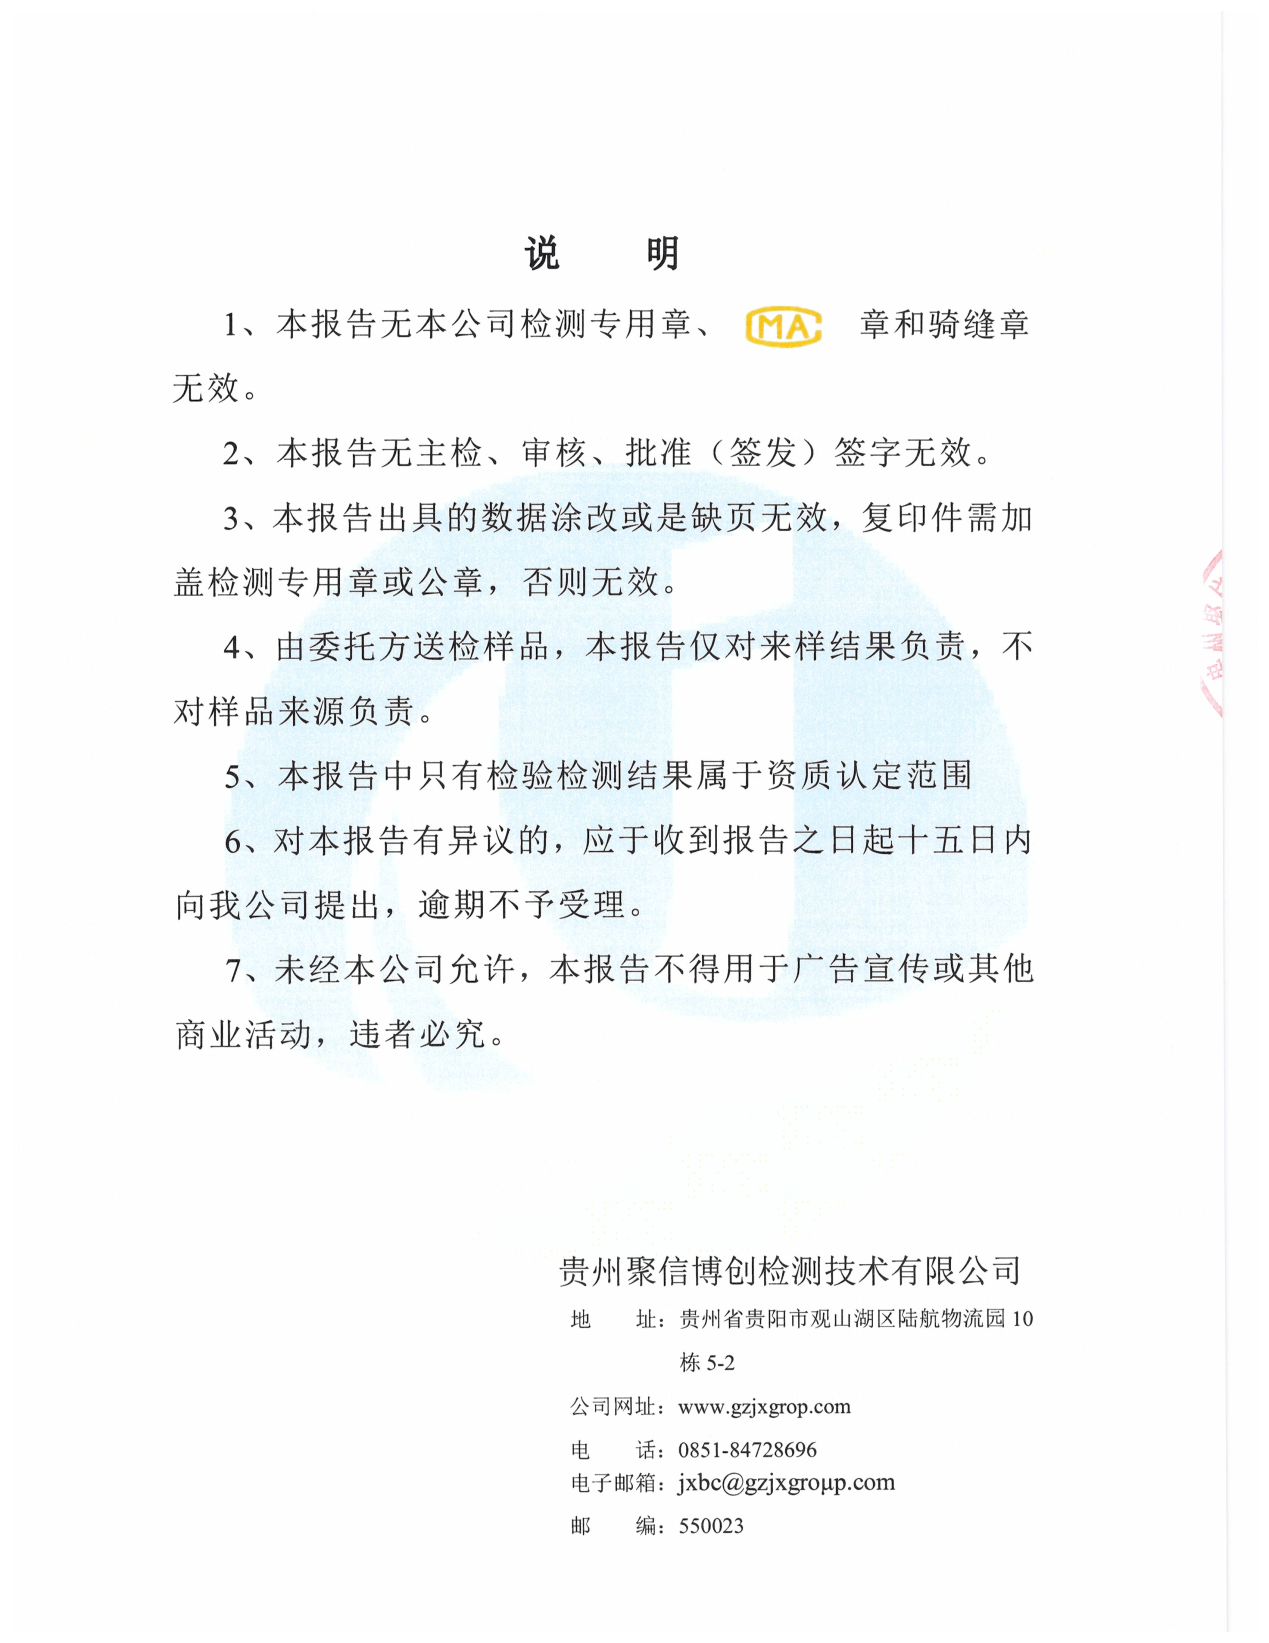 说 明
1、本报告无本公司检测专用章、 MA 章和骑缝章
无效。
2、本报告无主检、审核、批准（签发）签字无效。
3、本报告出具的数据涂改或是缺页无效，复印件需加
盖检测专用章或公章，否则无效。
4、由委托方送检样品，本报告仅对来样结果负责，不
对样品来源负责。
5、本报告中只有检验检测结果属于资质认定范围
6、对本报告有异议的，应于收到报告之日起十五日内
向我公司提出，逾期不予受理。
7、未经本公司允许，本报告不得用于广告宣传或其他
商业活动，违者必究。
贵州聚信博创检测技术有限公司
地 址：贵州省贵阳市观山湖区陆航物流园 10
栋 5-2
公司网址：www.gzjxgrop.com
电 话：0851-84728696
电子邮箱：jxbc@gzjxgroup.com
邮 编：550023